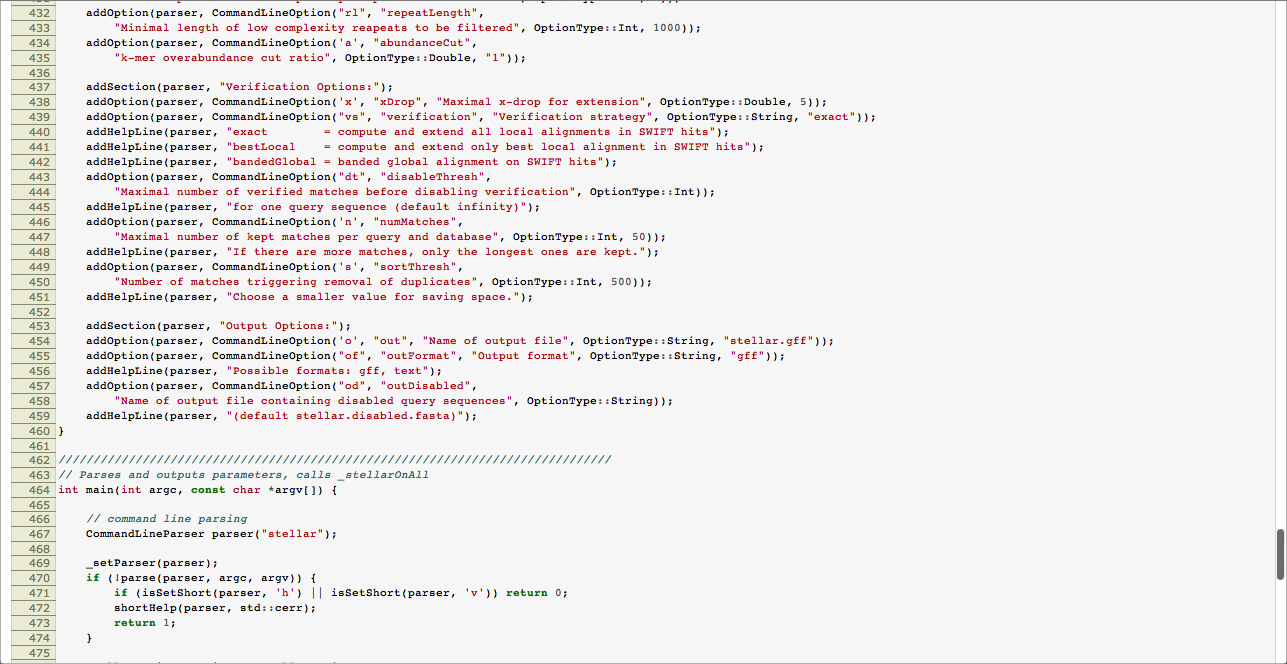 432 addOption(parser, CommandLineOption("rl", "repeatLength",
433 "Minimal length of low complexity reapeats to be filtered", OptionType::Int, 1000));
434 addOption(parser, CommandLineOption('a', "abundanceCut",
435 "k-mer overabundance cut ratio", OptionType::Double, "1"));
436
437 addSection(parser, "Verification Options:");
438 addOption(parser, CommandLineOption('x', "xDrop", "Maximal x-drop for extension", OptionType::Double, 5));
439 addOption(parser, CommandLineOption("vs", "verification", "Verification strategy", OptionType::String, "exact"));
440 addHelpLine(parser, "exact        = compute and extend all local alignments in SWIFT hits");
441 addHelpLine(parser, "bestLocal    = compute and extend only best local alignment in SWIFT hits");
442 addHelpLine(parser, "bandedGlobal = banded global alignment on SWIFT hits");
443 addOption(parser, CommandLineOption("dt", "disableThresh",
444 "Maximal number of verified matches before disabling verification", OptionType::Int));
445 addHelpLine(parser, "for one query sequence (default infinity)");
446 addOption(parser, CommandLineOption('n', "numMatches",
447 "Maximal number of kept matches per query and database", OptionType::Int, 50));
448 addHelpLine(parser, "If there are more matches, only the longest ones are kept.");
449 addOption(parser, CommandLineOption('s', "sortThresh",
450 "Number of matches triggering removal of duplicates", OptionType::Int, 500));
451 addHelpLine(parser, "Choose a smaller value for saving space.");
452
453 addSection(parser, "Output Options:");
454 addOption(parser, CommandLineOption('o', "out", "Name of output file", OptionType::String, "stellar.gff"));
455 addOption(parser, CommandLineOption("of", "outFormat", "Output format", OptionType::String, "gff"));
456 addHelpLine(parser, "Possible formats: gff, text");
457 addOption(parser, CommandLineOption("od", "outDisabled",
458 "Name of output file containing disabled query sequences", OptionType::String));
459 addHelpLine(parser, "(default stellar.disabled.fasta)");
460 }
461
462 ///////////////////////////////////////////////////////////////////////////////
463 // Parses and outputs parameters, calls _stellarOnAll
464 int main(int argc, const char *argv[]) {
465
466 // command line parsing
467 CommandLineParser parser("stellar");
468
469 _setParser(parser);
470 if (!parse(parser, argc, argv)) {
471 if (isSetShort(parser, 'h') || isSetShort(parser, 'v')) return 0;
472 shortHelp(parser, std::cerr);
473 return 1;
474 }
475